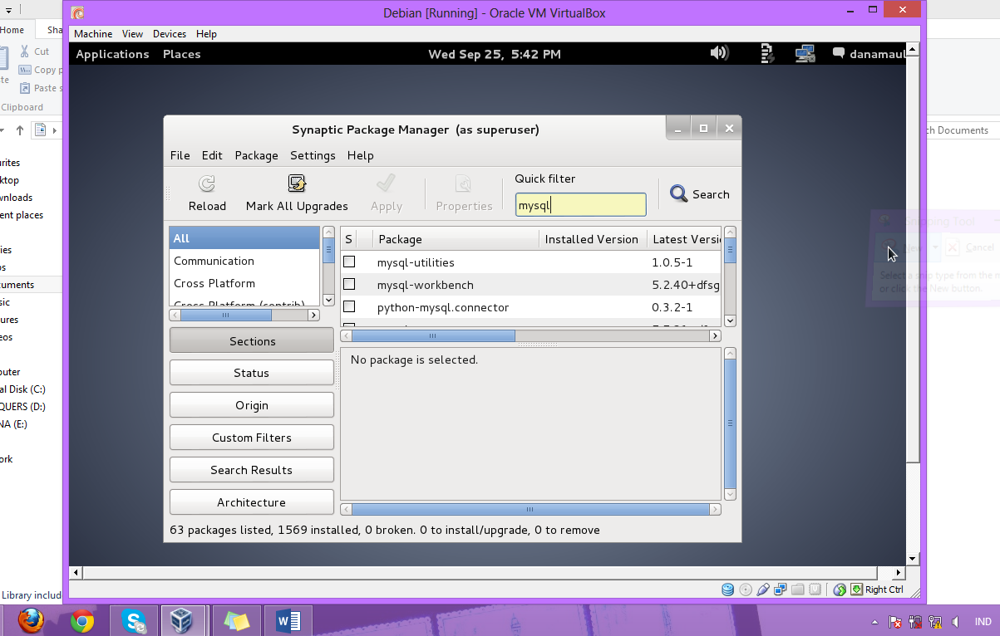 Debian [Running] - Oracle VM VirtualBox
Home
Sha
Machine View Devices Help
Cut
Copy p
te
Paste s
Clipboard
Applications Places
Wed Sep 25, 5:42 PM
danamaul
ch Documents
urites
ktop
wnloads
ent places
ies
os
cuments
sic
ures
eos
puter
al Disk (C:)
QUERS (D:)
NA (E:)
ork
Synaptic Package Manager (as superuser)
File Edit Package Settings Help
Reload
Mark All Upgrades
Apply
Properties
Quick filter
mysql
Search
All
Communication
Cross Platform
Cross Platform (contrib)
S Package Installed Version Latest Versi
mysql-utilities 1.0.5-1
mysql-workbench 5.2.40+dfsg
python-mysql.connector 0.3.2-1
Sections
Status
Origin
Custom Filters
Search Results
Architecture
No package is selected.
63 packages listed, 1569 installed, 0 broken. 0 to install/upgrade, 0 to remove
Snipping Tool
New Cancel
Select a snip type from the m
or click the New button.
Right Ctrl
Library includ
IND